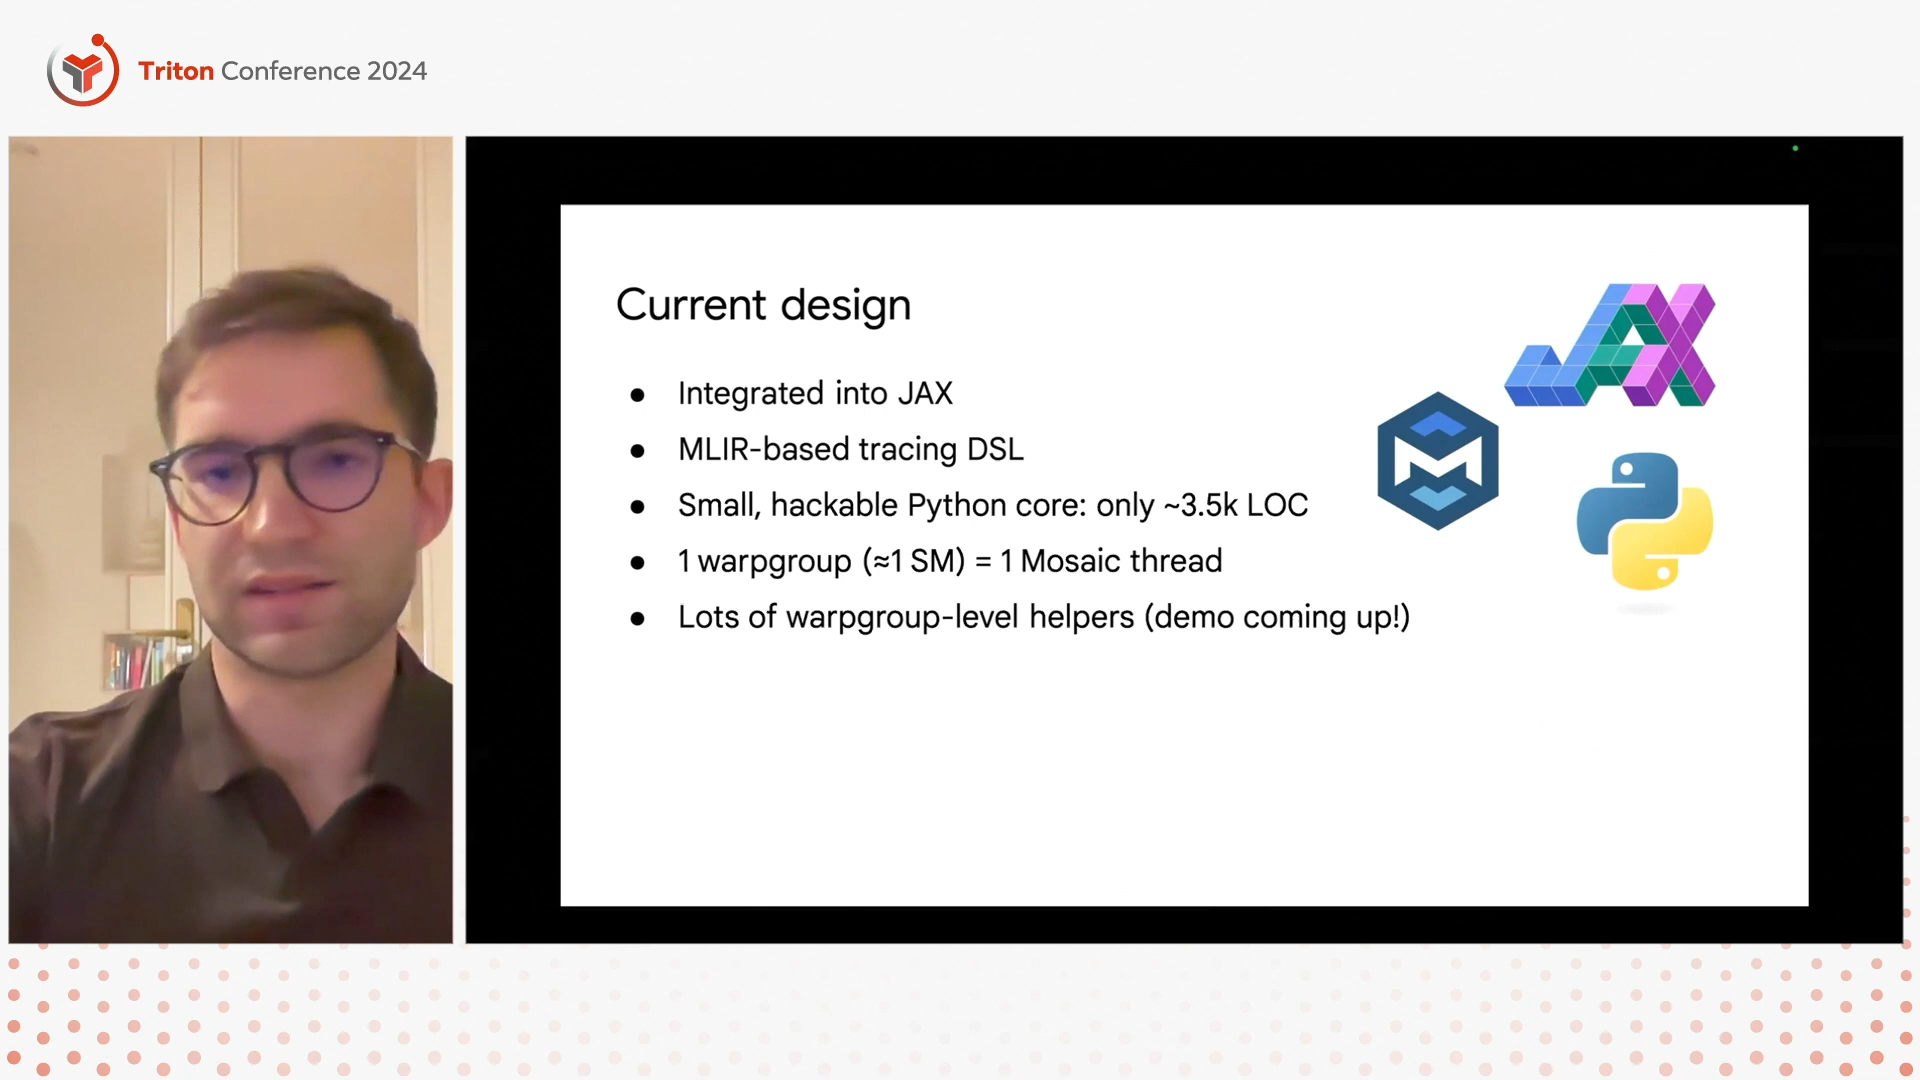 Triton Conference 2024
Current design
● Integrated into JAX
● MLIR-based tracing DSL
● Small, hackable Python core: only ~3.5k LOC
● 1 warpgroup (≈1 SM) = 1 Mosaic thread
● Lots of warpgroup-level helpers (demo coming up!)
JAX
M